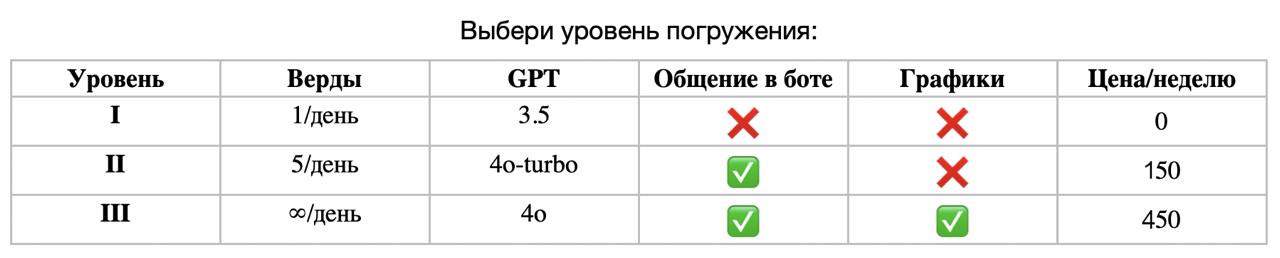 Выбери уровень погружения:
Уровень Верды GPT Общение в боте Графики Цена/неделю
I 1/день 3.5 ❌ ❌ 0
II 5/день 4o-turbo ✅ ❌ 150
III ∞/день 4o ✅ ✅ 450